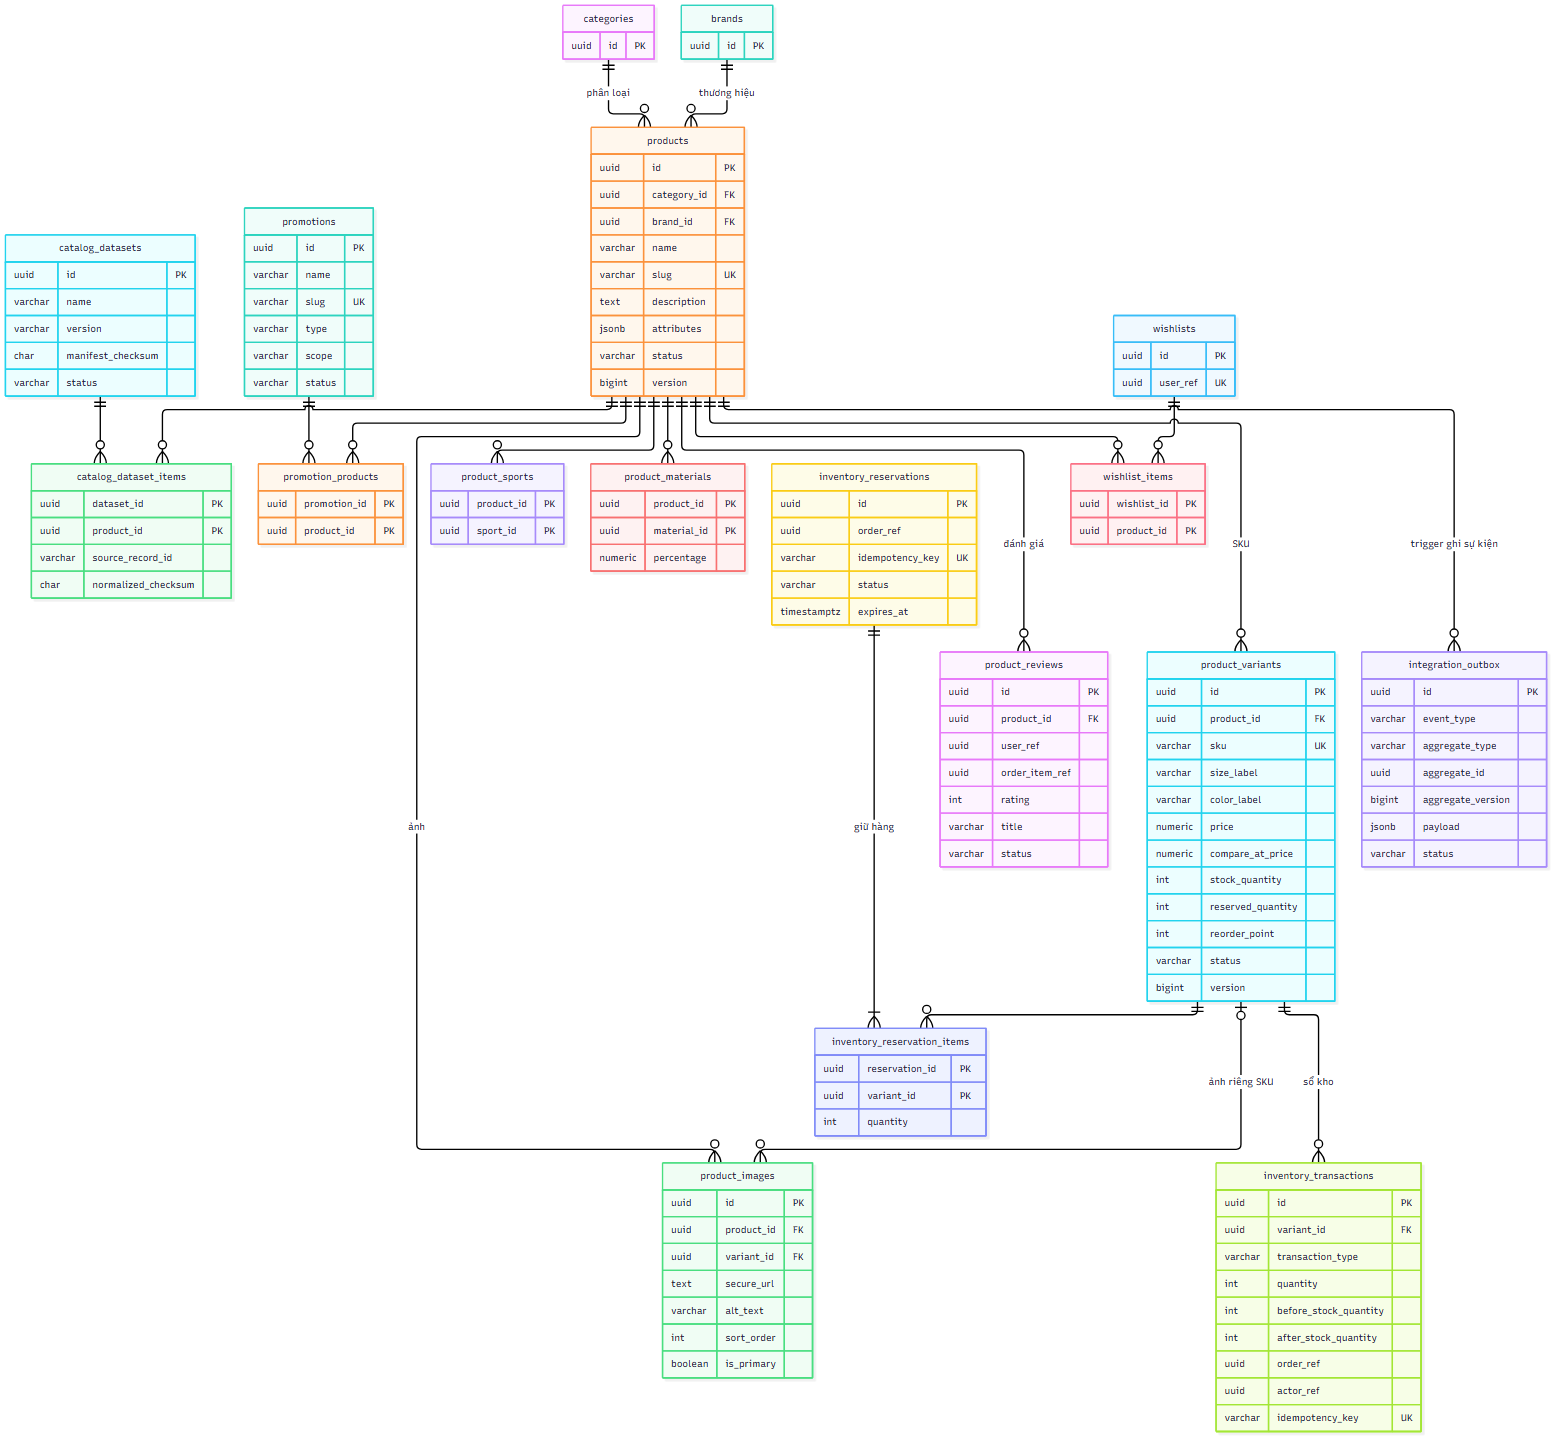 categories
uuid id PK
brands
uuid id PK
phân loại
thương hiệu
products
uuid id PK
uuid category_id FK
uuid brand_id FK
varchar name
varchar slug UK
text description
jsonb attributes
varchar status
bigint version
promotions
uuid id PK
varchar name
varchar slug UK
varchar type
varchar scope
varchar status
catalog_datasets
uuid id PK
varchar name
varchar version
char manifest_checksum
varchar status
wishlists
uuid id PK
uuid user_ref UK
catalog_dataset_items
uuid dataset_id PK
uuid product_id PK
varchar source_record_id
char normalized_checksum
promotion_products
uuid promotion_id PK
uuid product_id PK
product_sports
uuid product_id PK
uuid sport_id PK
product_materials
uuid product_id PK
uuid material_id PK
numeric percentage
inventory_reservations
uuid id PK
uuid order_ref
varchar idempotency_key UK
varchar status
timestamptz expires_at
wishlist_items
uuid wishlist_id PK
uuid product_id PK
đánh giá
SKU
trigger ghi sự kiện
product_reviews
uuid id PK
uuid product_id FK
uuid user_ref
uuid order_item_ref
int rating
varchar title
varchar status
product_variants
uuid id PK
uuid product_id FK
varchar sku UK
varchar size_label
varchar color_label
numeric price
numeric compare_at_price
int stock_quantity
int reserved_quantity
int reorder_point
varchar status
bigint version
integration_outbox
uuid id PK
varchar event_type
varchar aggregate_type
uuid aggregate_id
bigint aggregate_version
jsonb payload
varchar status
ảnh
giữ hàng
inventory_reservation_items
uuid reservation_id PK
uuid variant_id PK
int quantity
ảnh riêng SKU
sổ kho
product_images
uuid id PK
uuid product_id FK
uuid variant_id FK
text secure_url
varchar alt_text
int sort_order
boolean is_primary
inventory_transactions
uuid id PK
uuid variant_id FK
varchar transaction_type
int quantity
int before_stock_quantity
int after_stock_quantity
uuid order_ref
uuid actor_ref
varchar idempotency_key UK